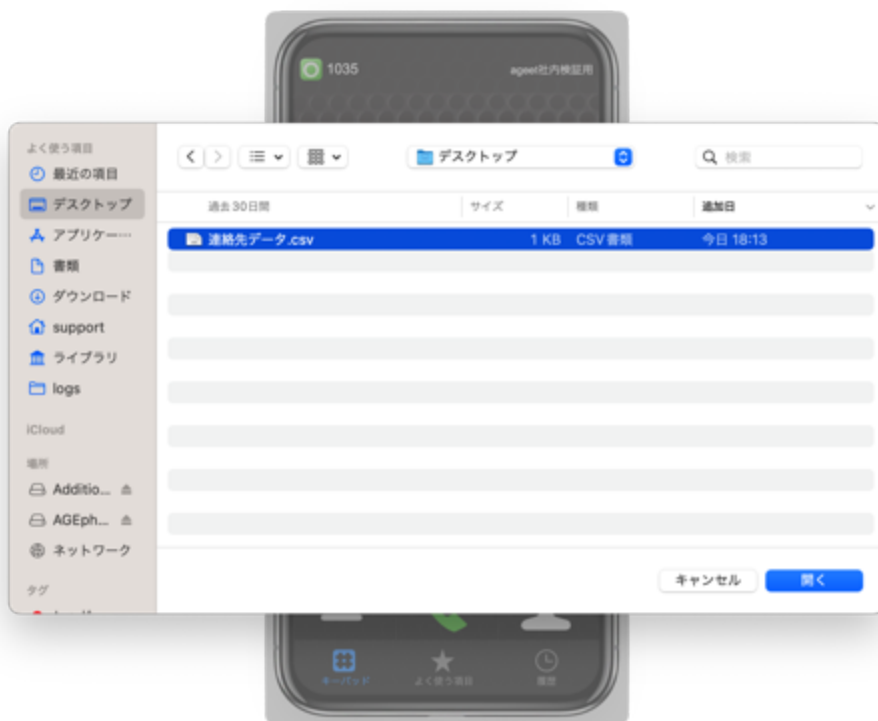 1035
ageet社内検証用
よく使う項目
最近の項目
デスクトップ
アプリケー…
書類
ダウンロード
support
ライブラリ
logs
iCloud
場所
Additio...
AGEph...
ネットワーク
タグ
デスクトップ
検索
過去30日間 サイズ 種類 追加日
連絡先データ.csv 1 KB CSV書類 今日 18:13
キャンセル 開く
キーパッド よく使う項目 履歴